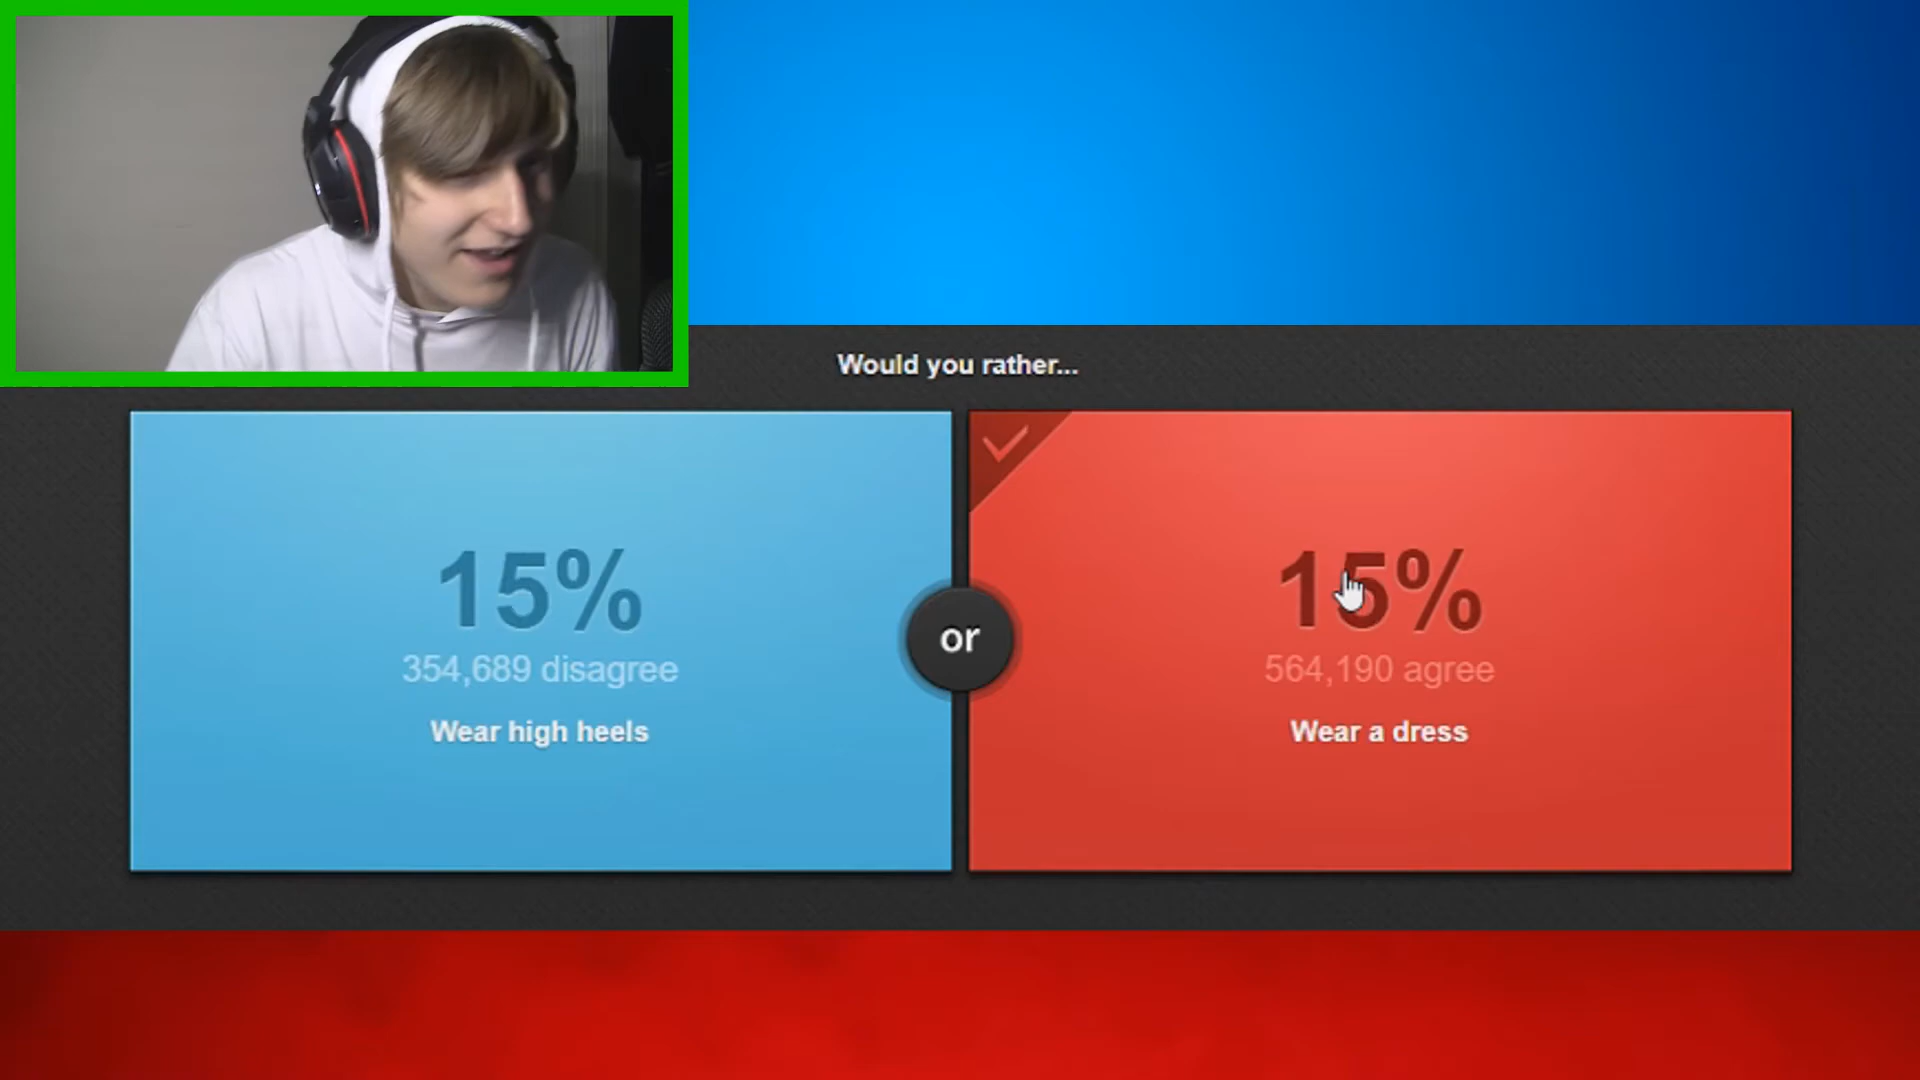 Would you rather...
15%
354,689 disagree
Wear high heels
or
15%
564,190 agree
Wear a dress